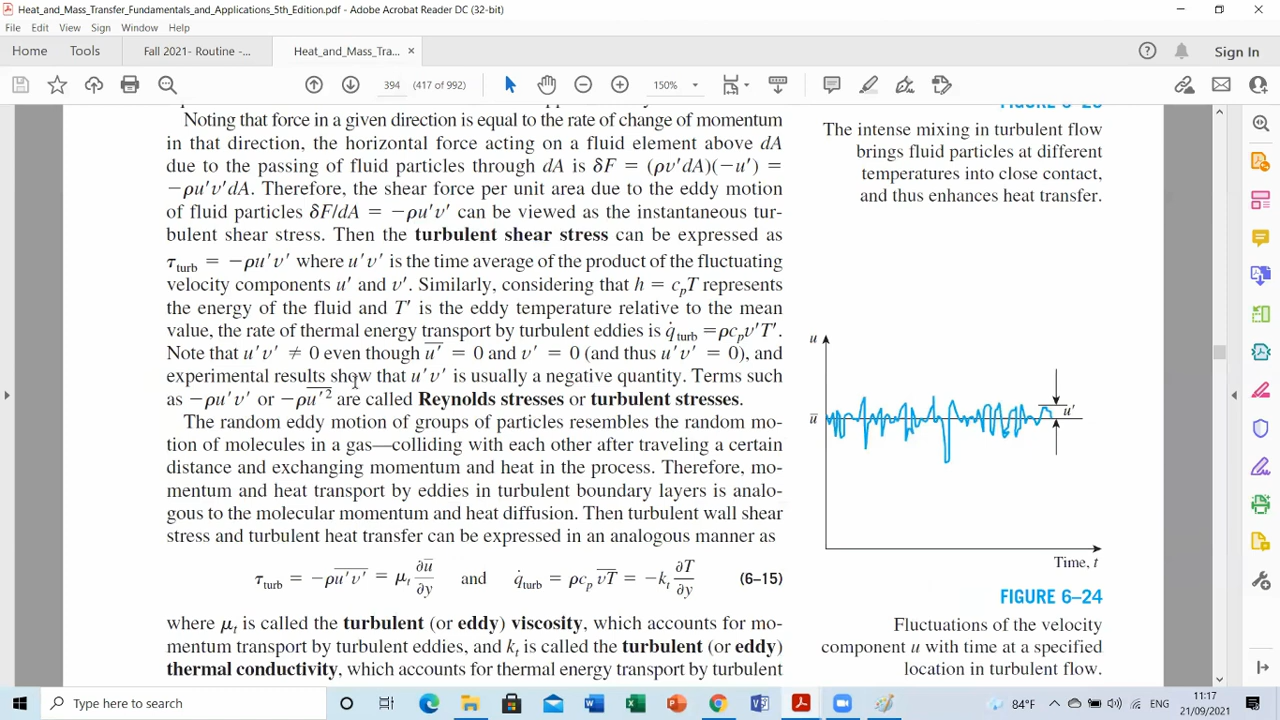 Heat_and_Mass_Transfer_Fundamentals_and_Applications_5th_Edition.pdf - Adobe Acrobat Reader DC (32-bit)
File Edit View Sign Window Help
Home Tools Fall 2021- Routine -... Heat_and_Mass_Tra... × Sign In
394 (417 of 992) 150%
Noting that force in a given direction is equal to the rate of change of momentum
in that direction, the horizontal force acting on a fluid element above dA
due to the passing of fluid particles through dA is δF = (ρv′dA)(−u′) =
−ρu′v′dA. Therefore, the shear force per unit area due to the eddy motion
of fluid particles δF/dA = −ρu′v′ can be viewed as the instantaneous tur-
bulent shear stress. Then the turbulent shear stress can be expressed as
τturb = −ρu′v′ where u′v′ is the time average of the product of the fluctuating
velocity components u′ and v′. Similarly, considering that h = cpT represents
the energy of the fluid and T′ is the eddy temperature relative to the mean
value, the rate of thermal energy transport by turbulent eddies is q̇turb =ρcpv′T′.
Note that u′v′ ≠ 0 even though u̅′ = 0 and v′ = 0 (and thus u′v′ = 0), and
experimental results show that u′v′ is usually a negative quantity. Terms such
as −ρu′v′ or −ρu̅′² are called Reynolds stresses or turbulent stresses.
The random eddy motion of groups of particles resembles the random mo-
tion of molecules in a gas—colliding with each other after traveling a certain
distance and exchanging momentum and heat in the process. Therefore, mo-
mentum and heat transport by eddies in turbulent boundary layers is analo-
gous to the molecular momentum and heat diffusion. Then turbulent wall shear
stress and turbulent heat transfer can be expressed in an analogous manner as
τturb = −ρu̅′v̅′ = μt ∂u̅/∂y and q̇turb = ρcp v̅T̅ = −kt ∂T/∂y (6–15)
where μt is called the turbulent (or eddy) viscosity, which accounts for mo-
mentum transport by turbulent eddies, and kt is called the turbulent (or eddy)
thermal conductivity, which accounts for thermal energy transport by turbulent
The intense mixing in turbulent flow
brings fluid particles at different
temperatures into close contact,
and thus enhances heat transfer.
u
u̅
u′
Time, t
FIGURE 6–24
Fluctuations of the velocity
component u with time at a specified
location in turbulent flow.
Type here to search
84°F ENG
11:17
21/09/2021